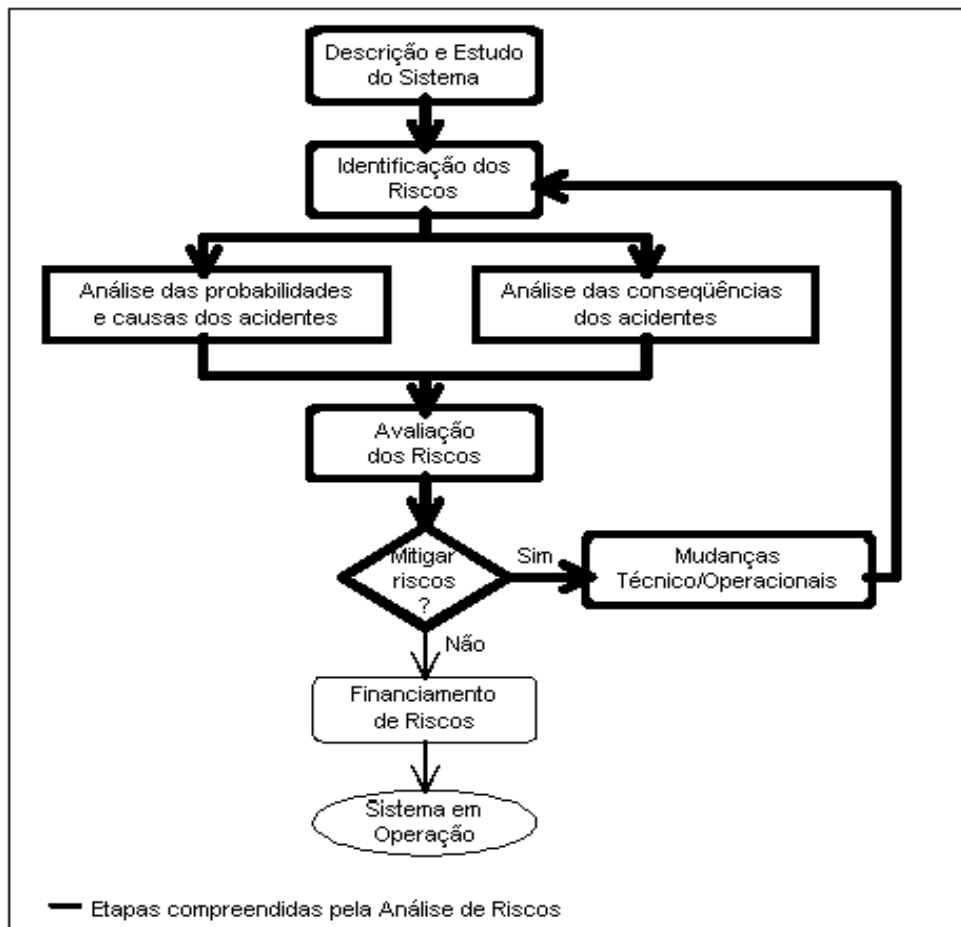 Descrição e Estudo
do Sistema
Identificação dos
Riscos
Análise das probabilidades
e causas dos acidentes
Análise das conseqüências
dos acidentes
Avaliação
dos Riscos
Mitigar
riscos
?
Sim
Mudanças
Técnico/Operacionais
Não
Financiamento
de Riscos
Sistema em
Operação
Etapas compreendidas pela Análise de Riscos